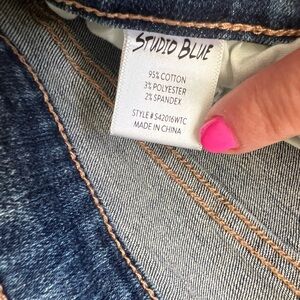 STUDIO BLUE
95% COTTON
3% POLYESTER
2% SPANDEX
STYLE # S42016WTC
MADE IN CHINA